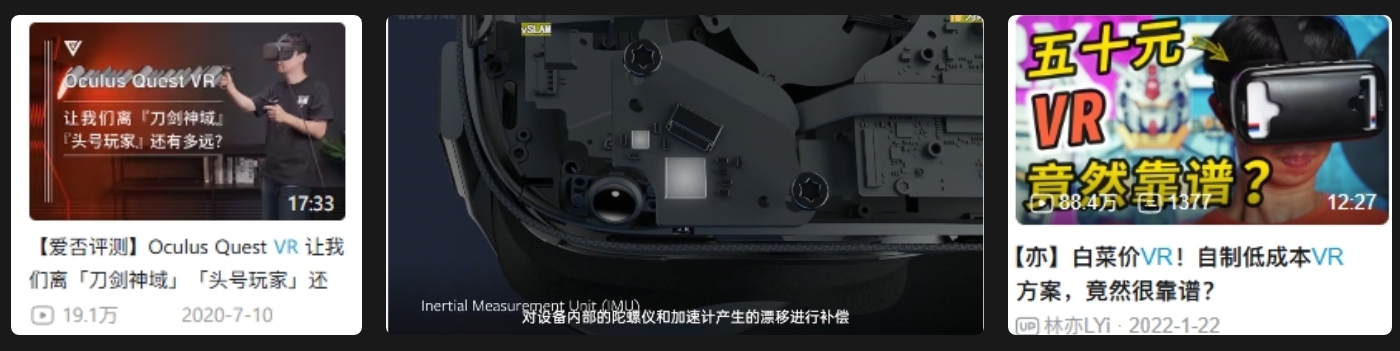 Oculus Quest VR
让我们离『刀剑神域』
『头号玩家』还有多远?
17:33
【爱否评测】Oculus Quest VR 让我
们离「刀剑神域」「头号玩家」还
19.1万 2020-7-10
vSLAM
Inertial Measurement Unit (IMU)
对设备内部的陀螺仪和加速计产生的漂移进行补偿
五十元
VR
竟然靠谱?
88.4万 1377 12:27
【亦】白菜价VR！自制低成本VR
方案，竟然很靠谱？
UP 林亦LYi · 2022-1-22